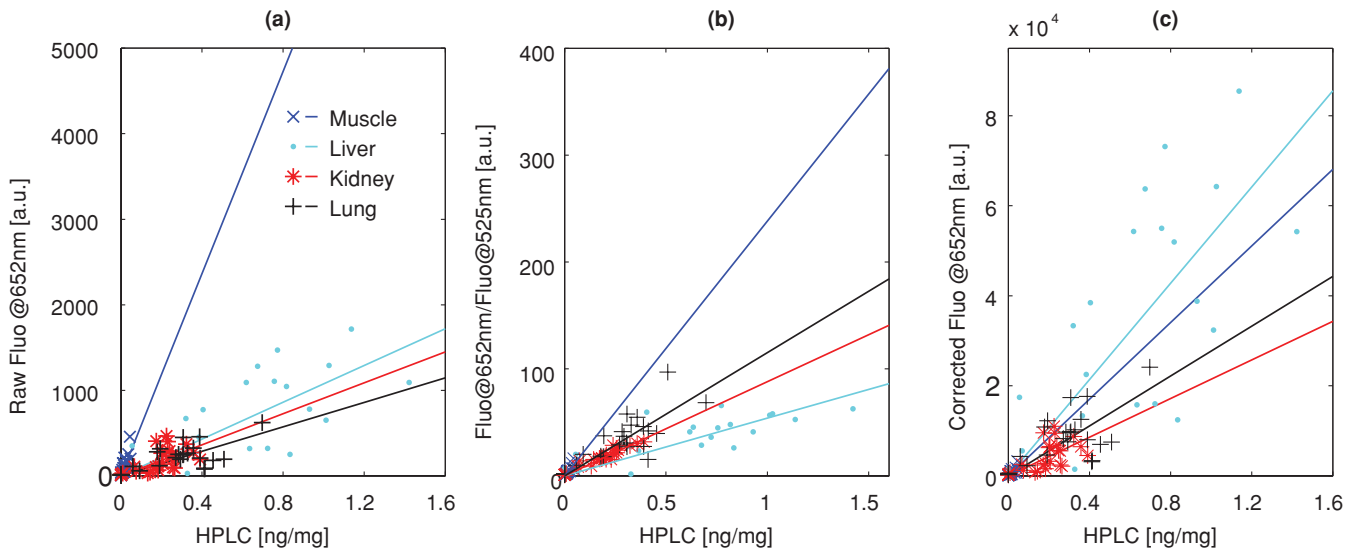 (a)
5000
4000
3000
2000
1000
0
Raw Fluo @652nm [a.u.]
Muscle
Liver
Kidney
Lung
0 0.4 0.8 1.2 1.6
HPLC [ng/mg]
(b)
400
300
200
100
0
Fluo@652nm/Fluo@525nm [a.u.]
0 0.5 1 1.5
HPLC [ng/mg]
(c)
x 10 4
8
6
4
2
0
Corrected Fluo @652nm [a.u.]
0 0.4 0.8 1.2 1.6
HPLC [ng/mg]